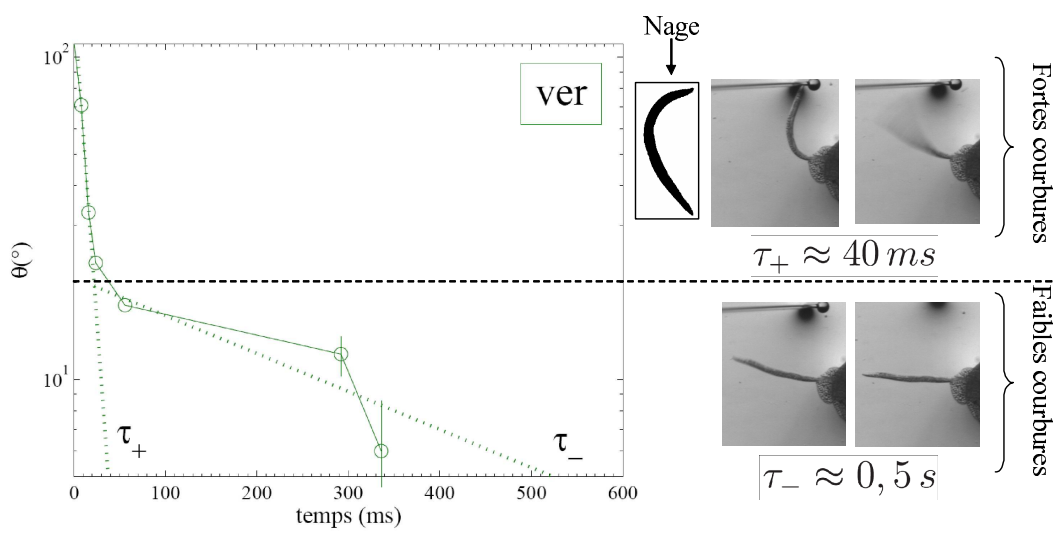 Nage
10²
ver
θ(°)
10¹
τ₊
τ₋
0 100 200 300 400 500 600
temps (ms)
Fortes courbures
τ₊ ≈ 40 ms
Faibles courbures
τ₋ ≈ 0,5 s